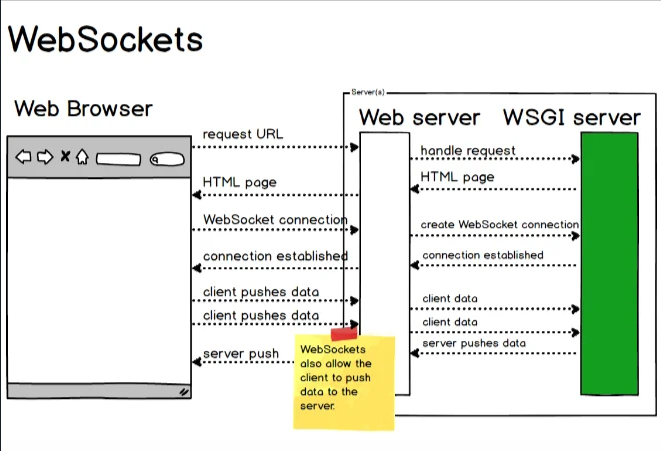 WebSockets
Server(s)
Web Browser
Web server
WSGI server
request URL
handle request
HTML page
HTML page
WebSocket connection
create WebSocket connection
connection established
connection established
client pushes data
client data
client pushes data
client data
server push
server pushes data
WebSockets
also allow the
client to push
data to the
server.